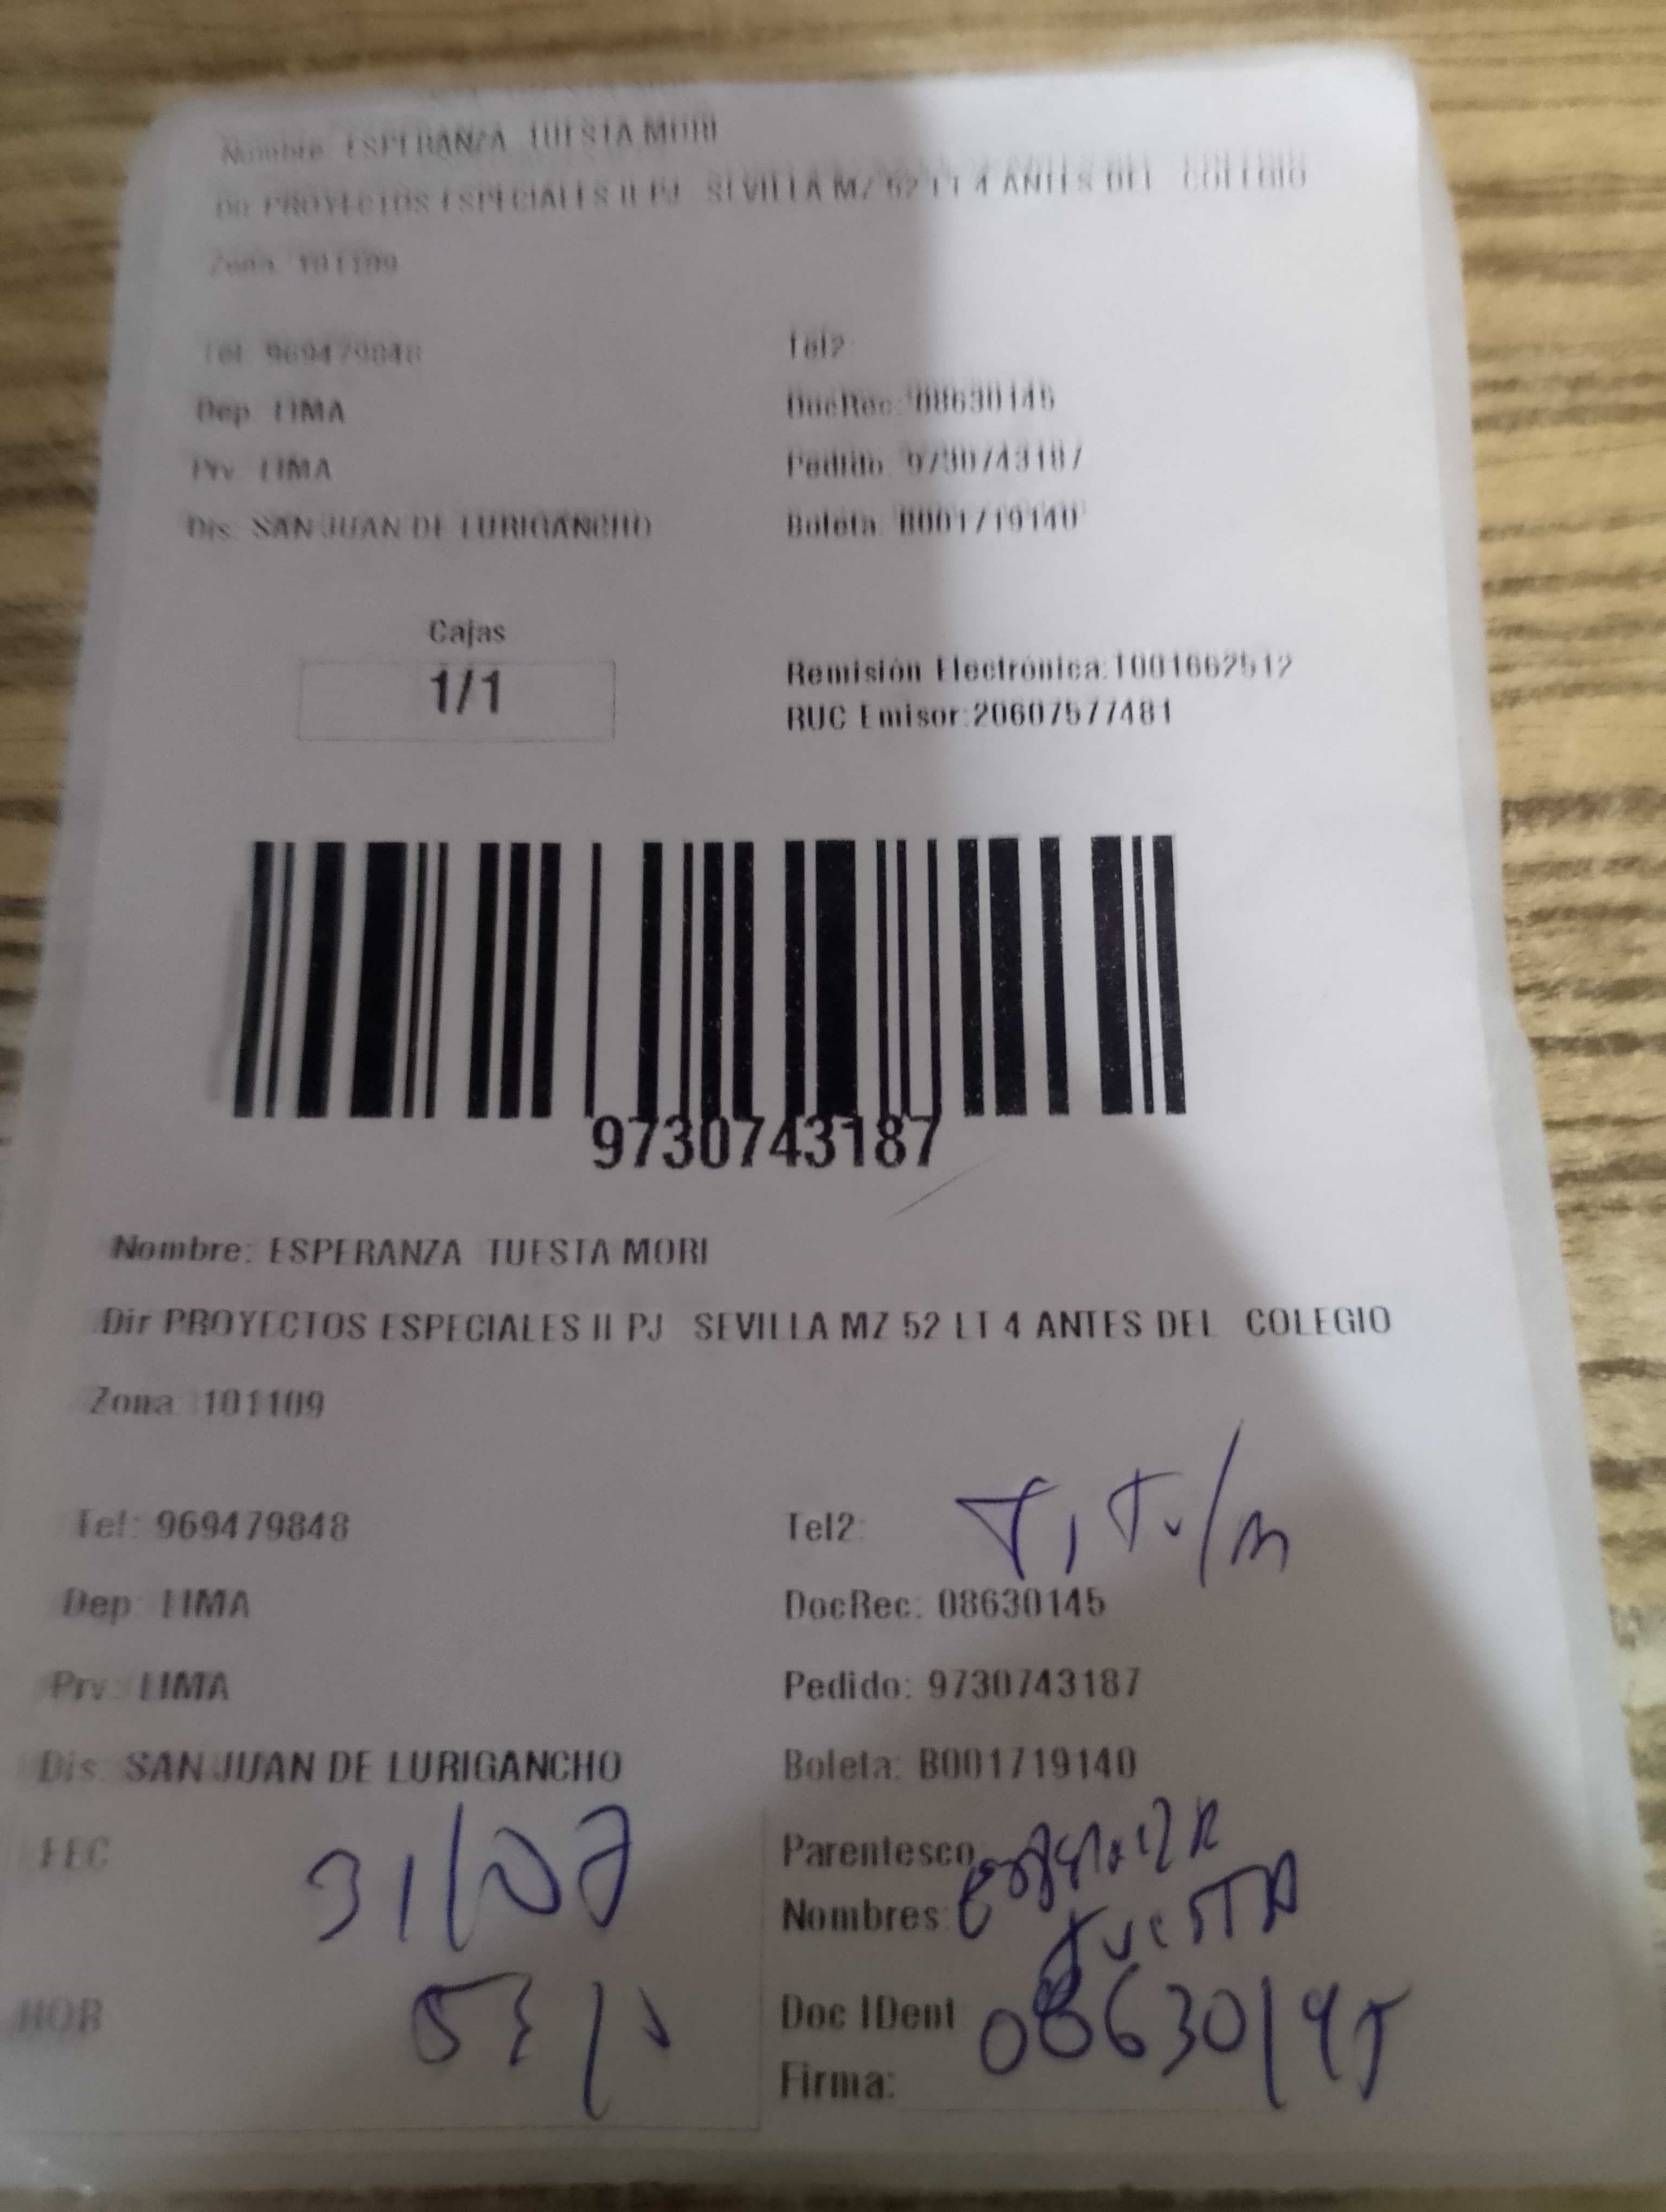 Nombre: ESPERANZA TUESTA MORI
Dir PROYECTOS ESPECIALES II PJ SEVILLA MZ 52 LT 4 ANTES DEL COLEGIO
Zona: 101109
Tel: 969479848 Tel2:
Dep: LIMA DocRec: 08630145
Prv: LIMA Pedido: 9730743187
Dis: SAN JUAN DE LURIGANCHO Boleta: B001719140
Cajas
1/1
Remisión Electrónica:T001662512
RUC Emisor:20607577481
9730743187
Nombre: ESPERANZA TUESTA MORI
Dir PROYECTOS ESPECIALES II PJ SEVILLA MZ 52 LT 4 ANTES DEL COLEGIO
Zona: 101109
Tel: 969479848 Tel2:
Dep: LIMA DocRec: 08630145
Prv: LIMA Pedido: 9730743187
Dis: SAN JUAN DE LURIGANCHO Boleta: B001719140
FEC 31/07 Parentesco
Nombres: Esperanza
Tuesta
HOR Doc IDent 08630145
Firma: